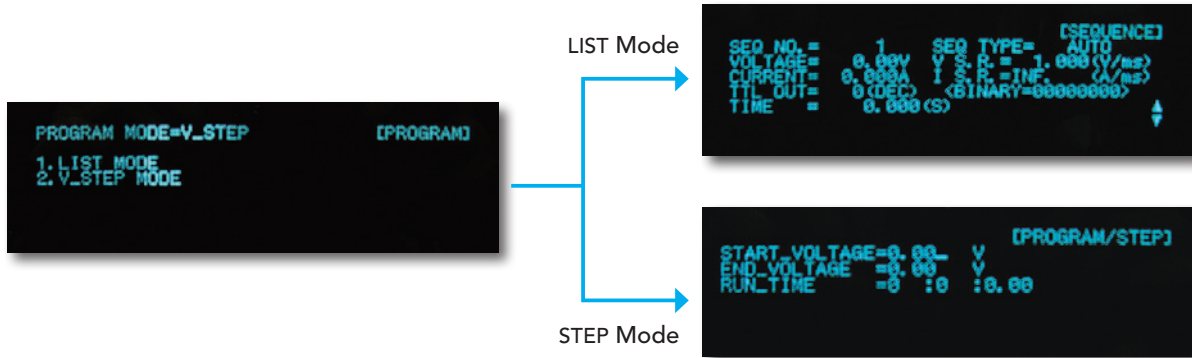 LIST Mode
PROGRAM MODE=V_STEP [PROGRAM]
1.LIST MODE
2.V_STEP MODE
[SEQUENCE]
SEQ NO.= 1 SEQ TYPE= AUTO
VOLTAGE= 0.00V V S.R.= 1.000(V/ms)
CURRENT= 0.000A I S.R.=INF. (A/ms)
TTL OUT= 0(DEC) (BINARY=00000000)
TIME = 0.000(S)
[PROGRAM/STEP]
START_VOLTAGE=0.00_ V
END_VOLTAGE =0.00 V
RUN_TIME =0 :0 :0.00
STEP Mode